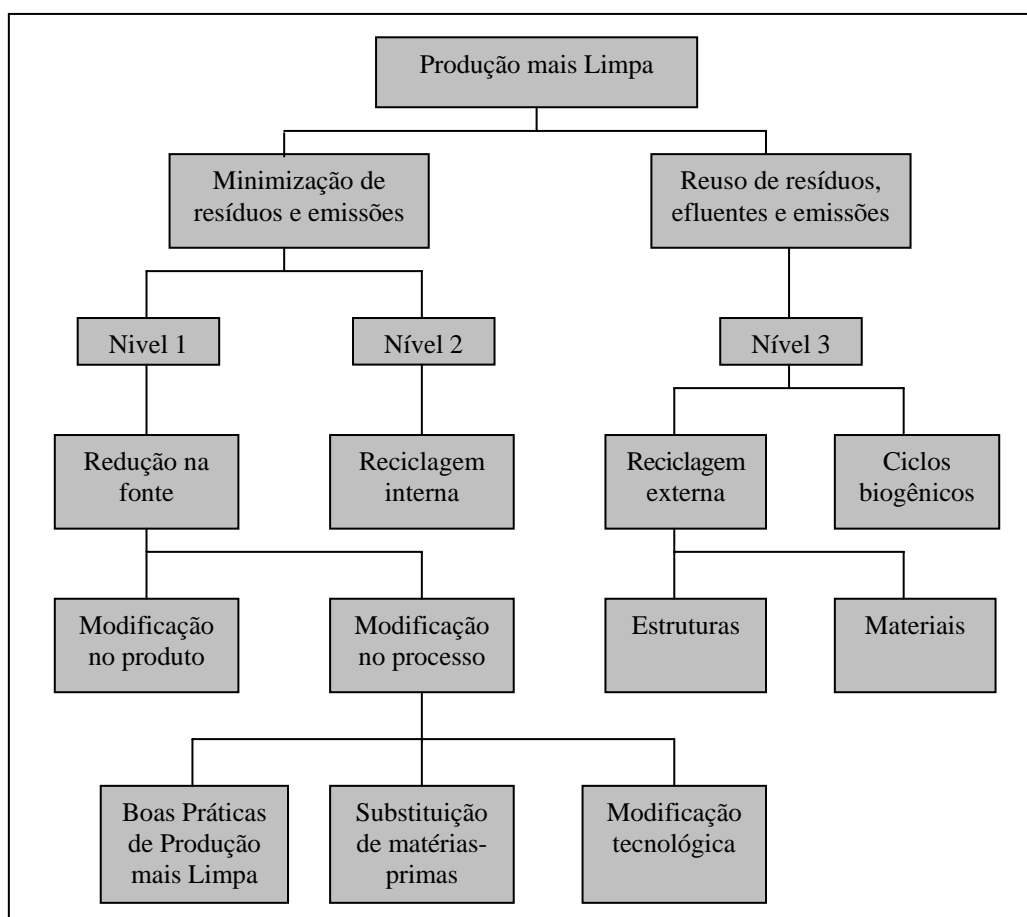 Produção mais Limpa
Minimização de
resíduos e emissões
Reuso de resíduos,
efluentes e emissões
Nivel 1
Nível 2
Nível 3
Redução na
fonte
Reciclagem
interna
Reciclagem
externa
Ciclos
biogênicos
Modificação
no produto
Modificação
no processo
Estruturas
Materiais
Boas Práticas
de Produção
mais Limpa
Substituição
de matérias-
primas
Modificação
tecnológica